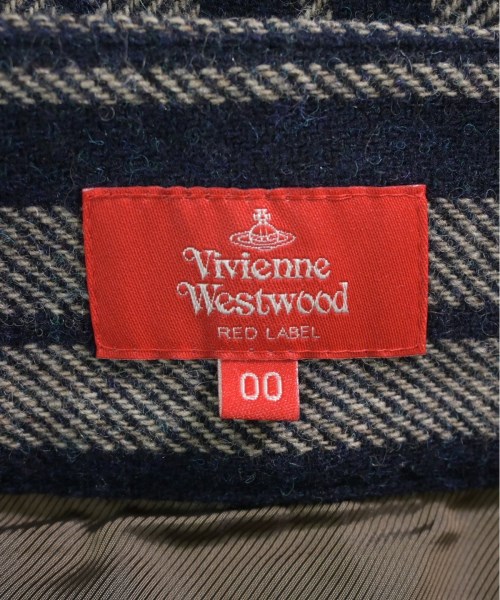 Vivienne
Westwood
RED LABEL
00